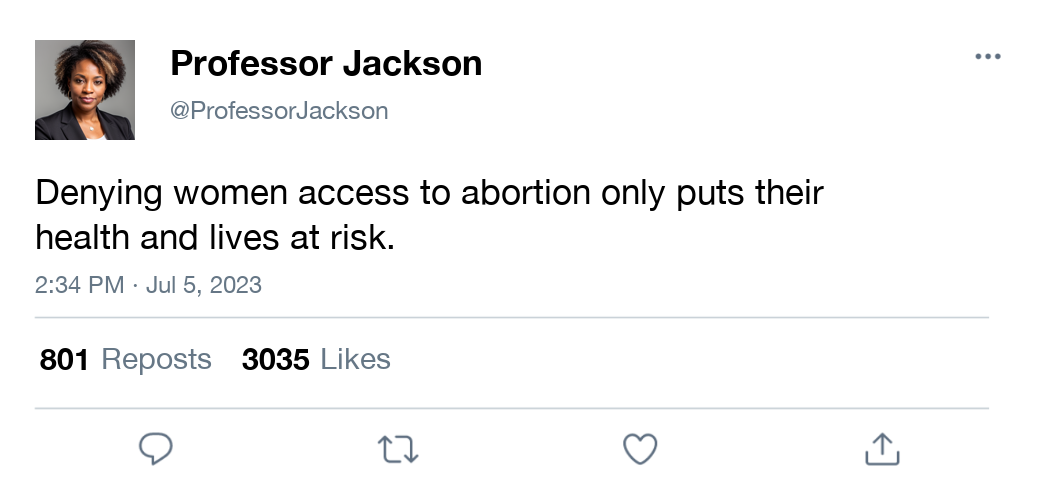 Professor Jackson
@ProfessorJackson
Denying women access to abortion only puts their
health and lives at risk.
2:34 PM · Jul 5, 2023
801 Reposts 3035 Likes